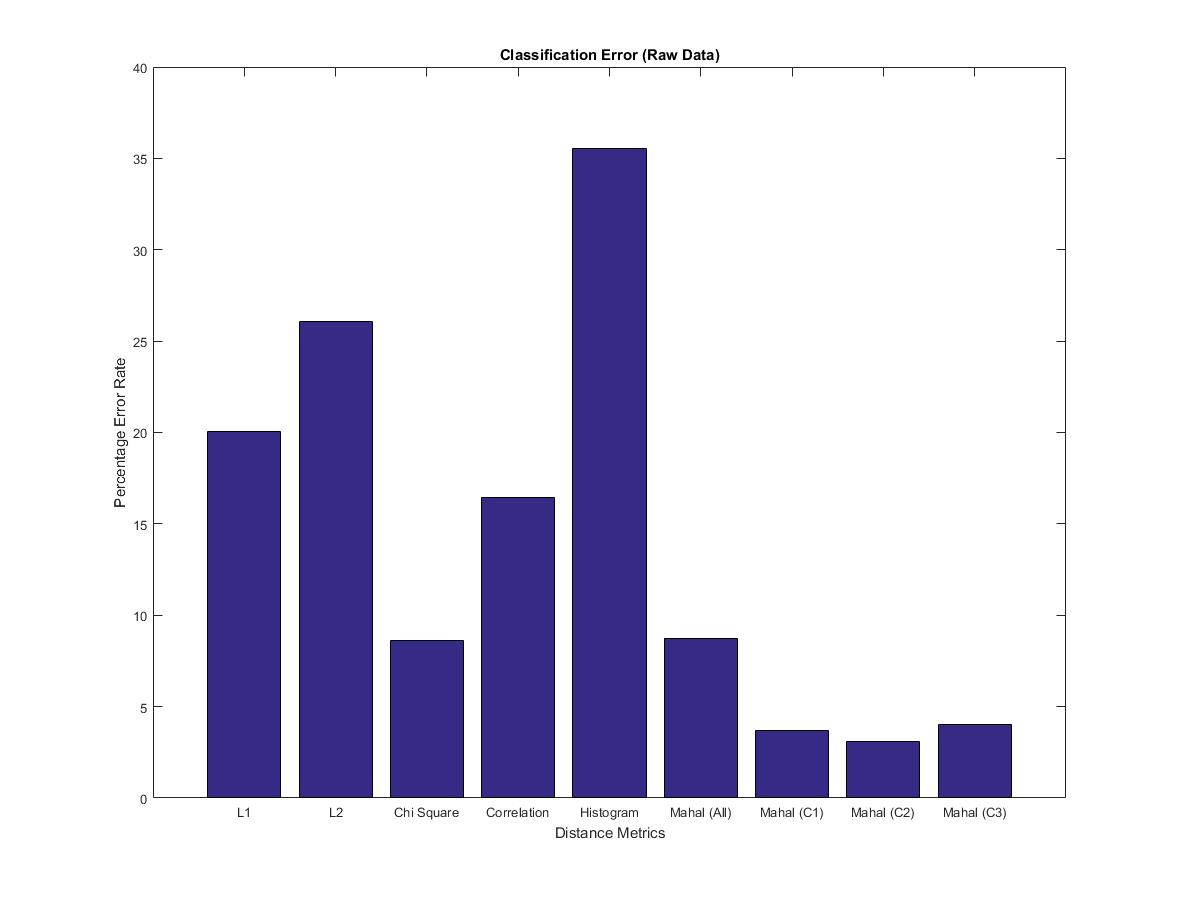 Classification Error (Raw Data)
40
35
30
25
20
15
10
5
0
Percentage Error Rate
L1 L2 Chi Square Correlation Histogram Mahal (All) Mahal (C1) Mahal (C2) Mahal (C3)
Distance Metrics